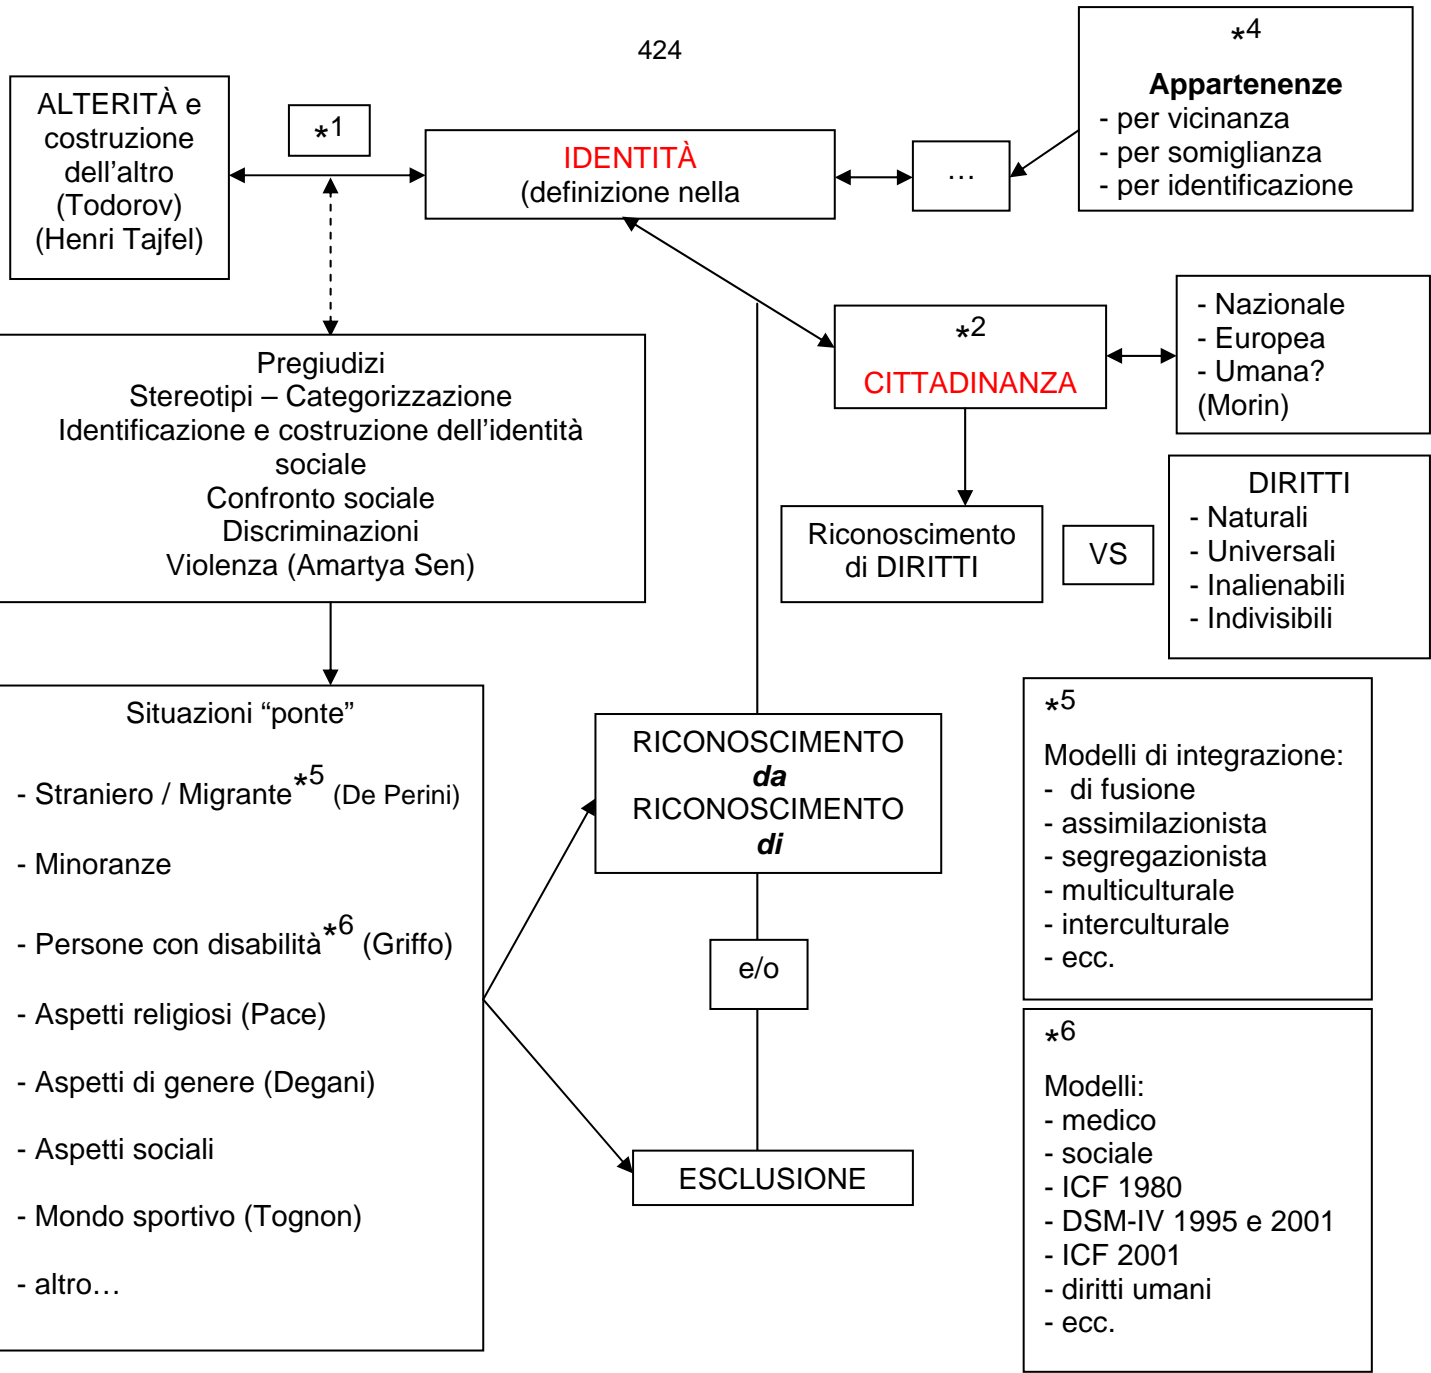 424
ALTERITÀ e
costruzione
dell’altro
(Todorov)
(Henri Tajfel)
*1
IDENTITÀ
(definizione nella
…
*4
Appartenenze
- per vicinanza
- per somiglianza
- per identificazione
*2
CITTADINANZA
- Nazionale
- Europea
- Umana?
(Morin)
Pregiudizi
Stereotipi – Categorizzazione
Identificazione e costruzione dell’identità
sociale
Confronto sociale
Discriminazioni
Violenza (Amartya Sen)
Riconoscimento
di DIRITTI
VS
DIRITTI
- Naturali
- Universali
- Inalienabili
- Indivisibili
Situazioni “ponte”
- Straniero / Migrante*5 (De Perini)
- Minoranze
- Persone con disabilità*6 (Griffo)
- Aspetti religiosi (Pace)
- Aspetti di genere (Degani)
- Aspetti sociali
- Mondo sportivo (Tognon)
- altro…
RICONOSCIMENTO
da
RICONOSCIMENTO
di
e/o
ESCLUSIONE
*5
Modelli di integrazione:
- di fusione
- assimilazionista
- segregazionista
- multiculturale
- interculturale
- ecc.
*6
Modelli:
- medico
- sociale
- ICF 1980
- DSM-IV 1995 e 2001
- ICF 2001
- diritti umani
- ecc.